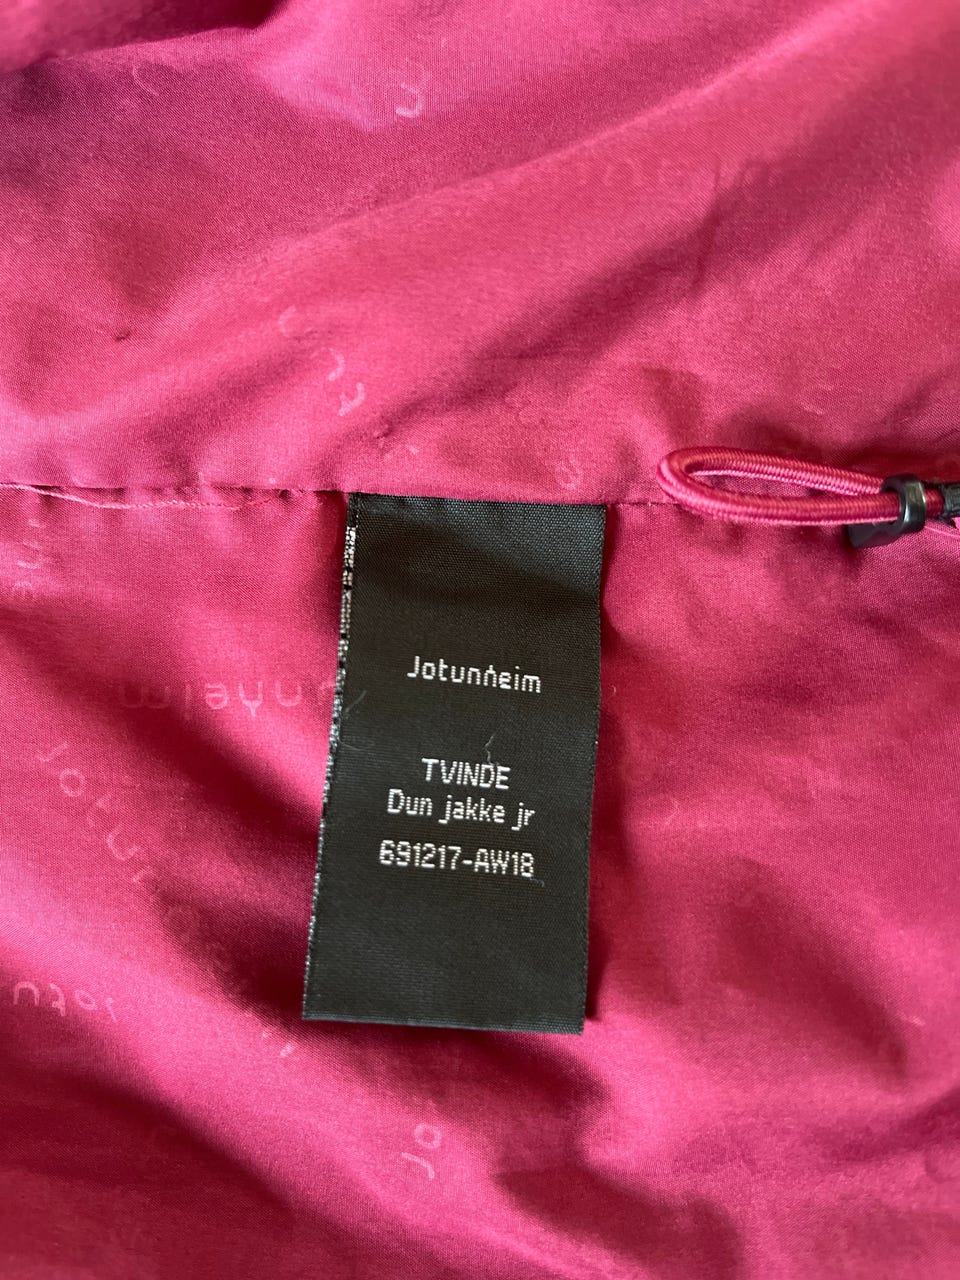 Jotunheim
TVINDE
Dun jakke jr
691217-AW18